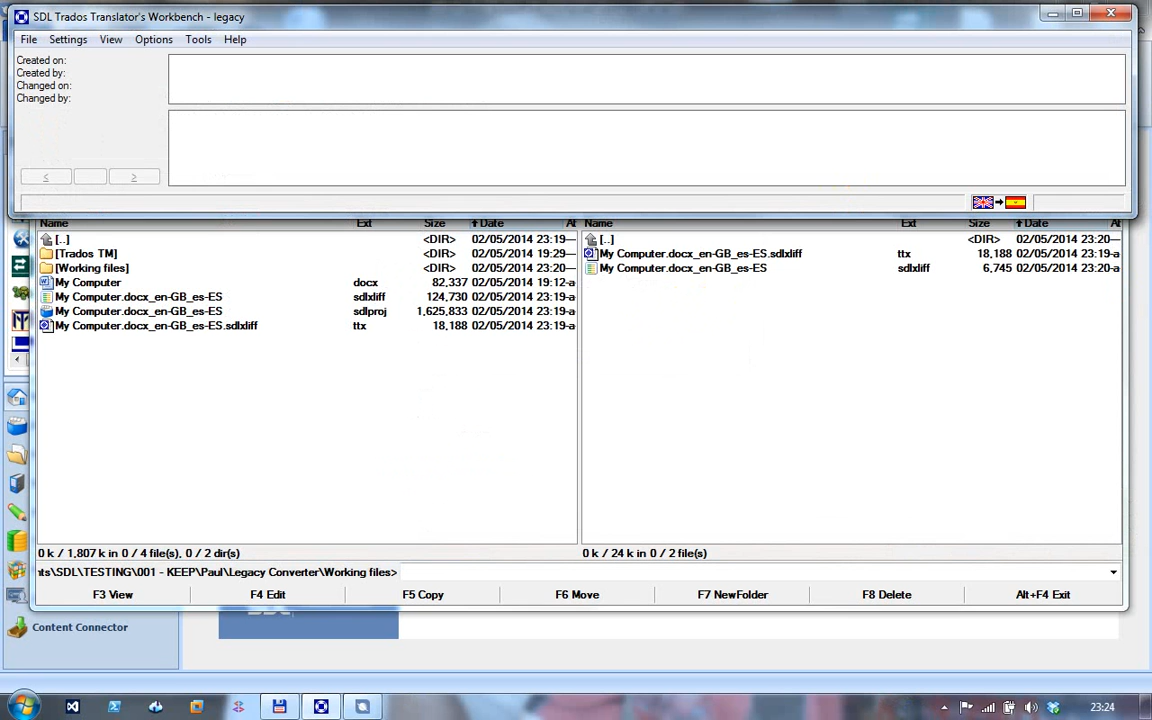 SDL Trados Translator's Workbench - legacy
File Settings View Options Tools Help
Created on:
Created by:
Changed on:
Changed by:
< >
Name Ext Size Date At Name Ext Size Date At
[..] <DIR> 02/05/2014 23:19— [..] <DIR> 02/05/2014 23:20—
[Trados TM] <DIR> 02/05/2014 19:29— My Computer.docx_en-GB_es-ES.sdlxliff ttx 18,188 02/05/2014 23:19-a
[Working files] <DIR> 02/05/2014 23:20— My Computer.docx_en-GB_es-ES sdlxliff 6,745 02/05/2014 23:20-a
My Computer docx 82,337 02/05/2014 19:12-a
My Computer.docx_en-GB_es-ES sdlxliff 124,730 02/05/2014 23:19-a
My Computer.docx_en-GB_es-ES sdlproj 1,625,833 02/05/2014 23:19-a
My Computer.docx_en-GB_es-ES.sdlxliff ttx 18,188 02/05/2014 23:19-a
0 k / 1,807 k in 0 / 4 file(s), 0 / 2 dir(s) 0 k / 24 k in 0 / 2 file(s)
ts\SDL\TESTING\001 - KEEP\Paul\Legacy Converter\Working files>
F3 View F4 Edit F5 Copy F6 Move F7 NewFolder F8 Delete Alt+F4 Exit
Content Connector
23:24